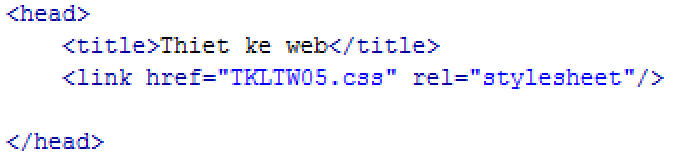 <head>
<title>Thiet ke web</title>
<link href="TKLTW05.css" rel="stylesheet"/>
</head>